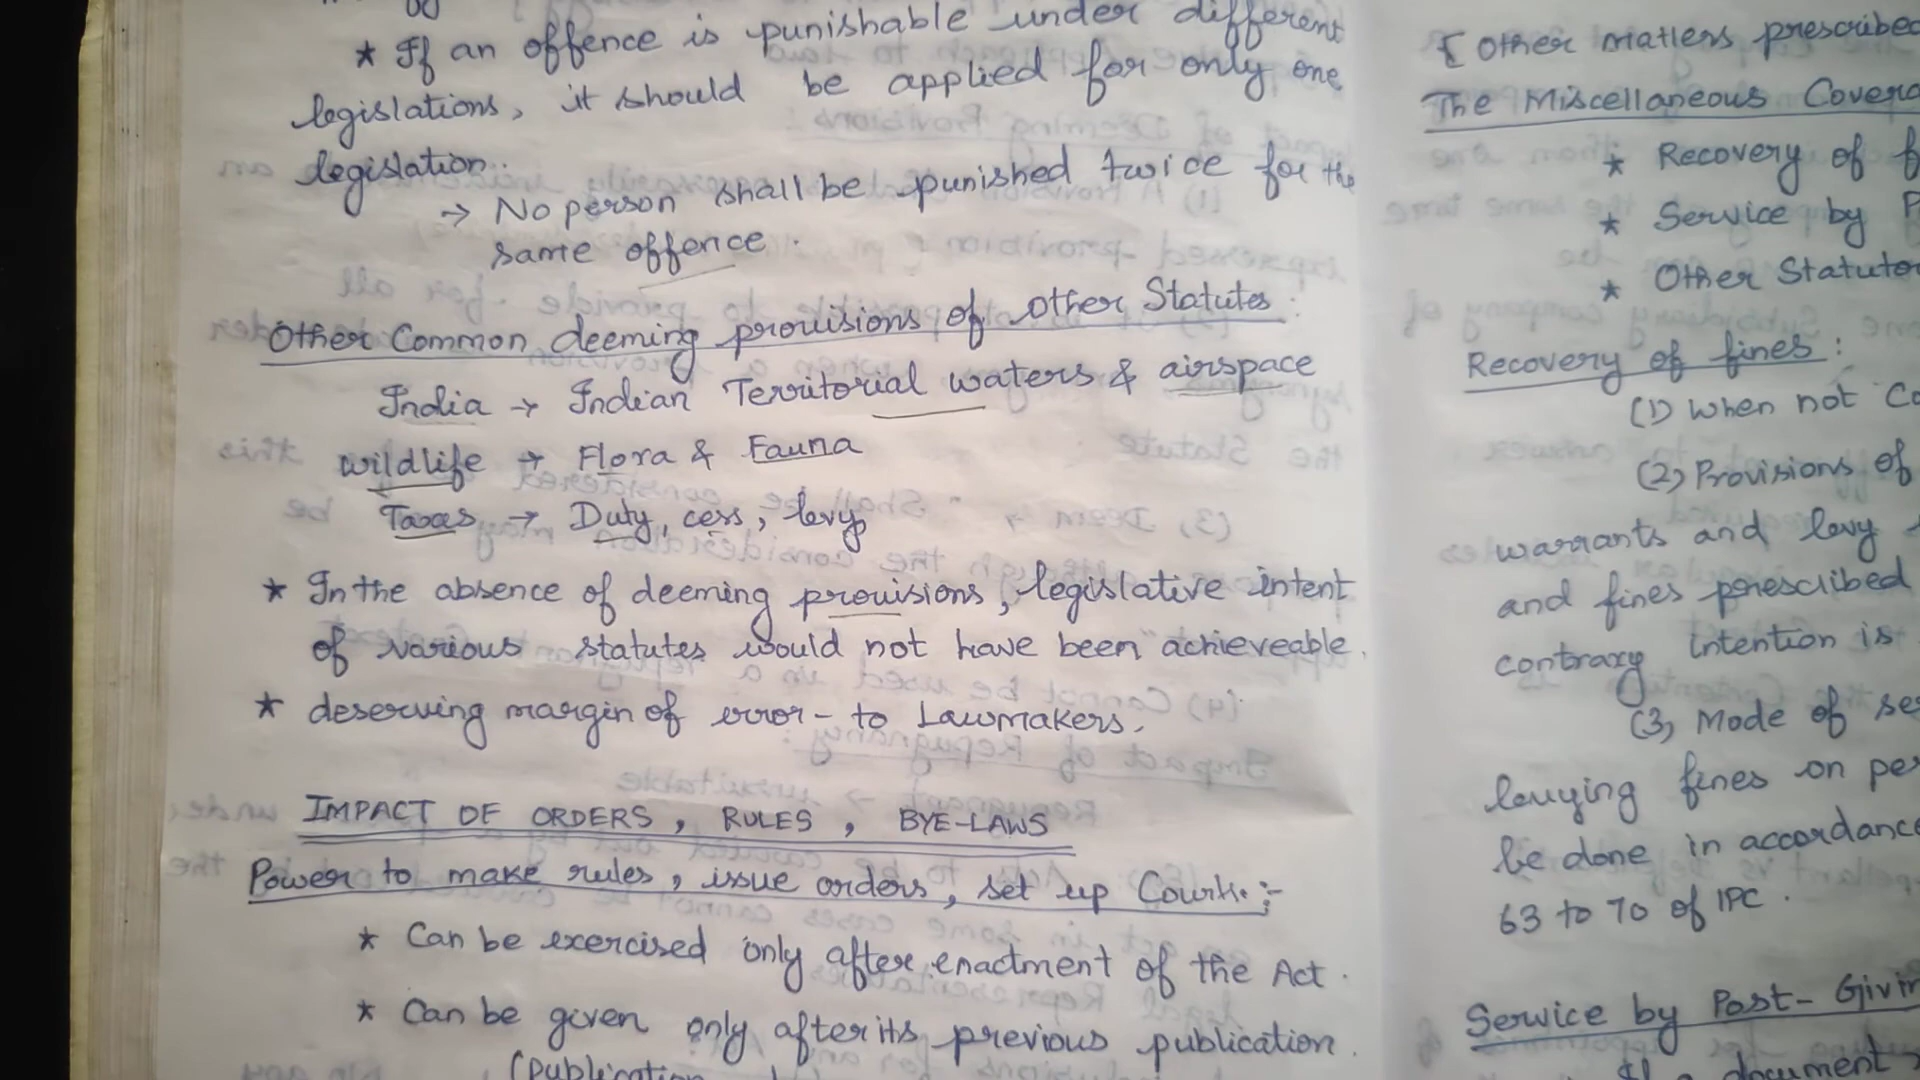 * If an offence is punishable under different
legislations, it should be applied for only one
legislation.
→ No person shall be punished twice for the
same offence.
Other Common deeming provisions of other Statutes:
India → Indian Territorial waters & airspace
wildlife → Flora & Fauna
Taxes → Duty, cess, levy
* In the absence of deeming provisions, legislative intent
of various statutes would not have been achieveable.
* deserving margin of error - to Lawmakers.
IMPACT OF ORDERS, RULES, BYE-LAWS
Power to make rules, issue orders, set up Courts:-
* Can be exercised only after enactment of the Act.
* Can be given only after its previous publication.
(Publication
[Other matters prescribed
The Miscellaneous
* Recovery of
* Service by
* Other
Recovery of fines:
(1) when not
(2) Provisions of
warrants and levy
and fines prescribed
contrary intention is
(3) Mode of
levying fines on
be done in accordance
63 to 70 of IPC.
Service by Post-
document